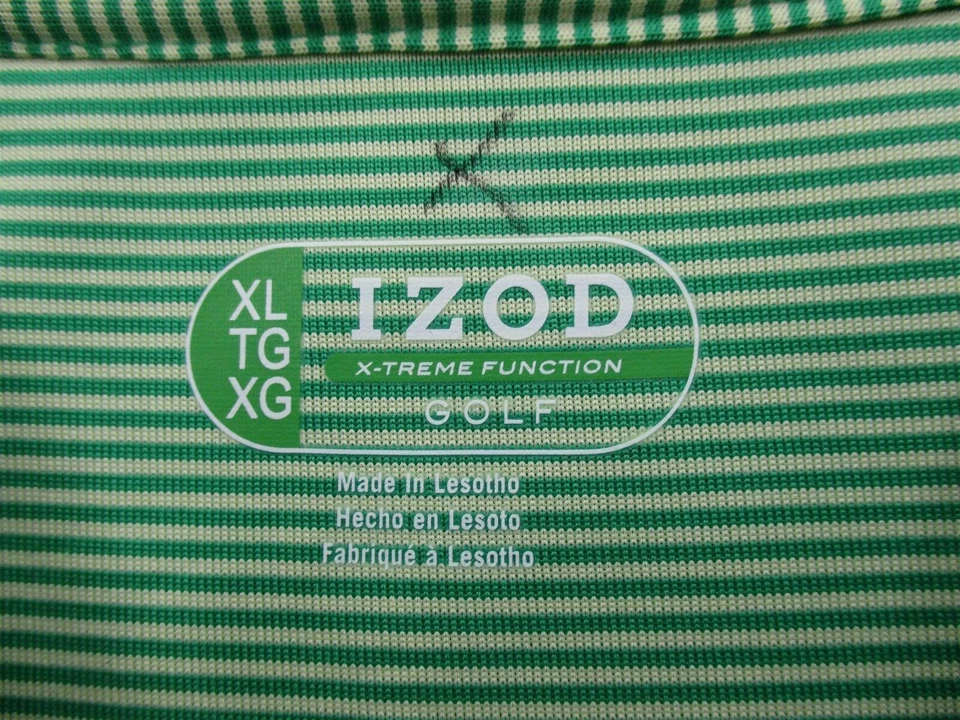 XL
TG
XG
IZOD
X-TREME FUNCTION
GOLF
Made In Lesotho
Hecho en Lesoto
Fabriqué à Lesotho